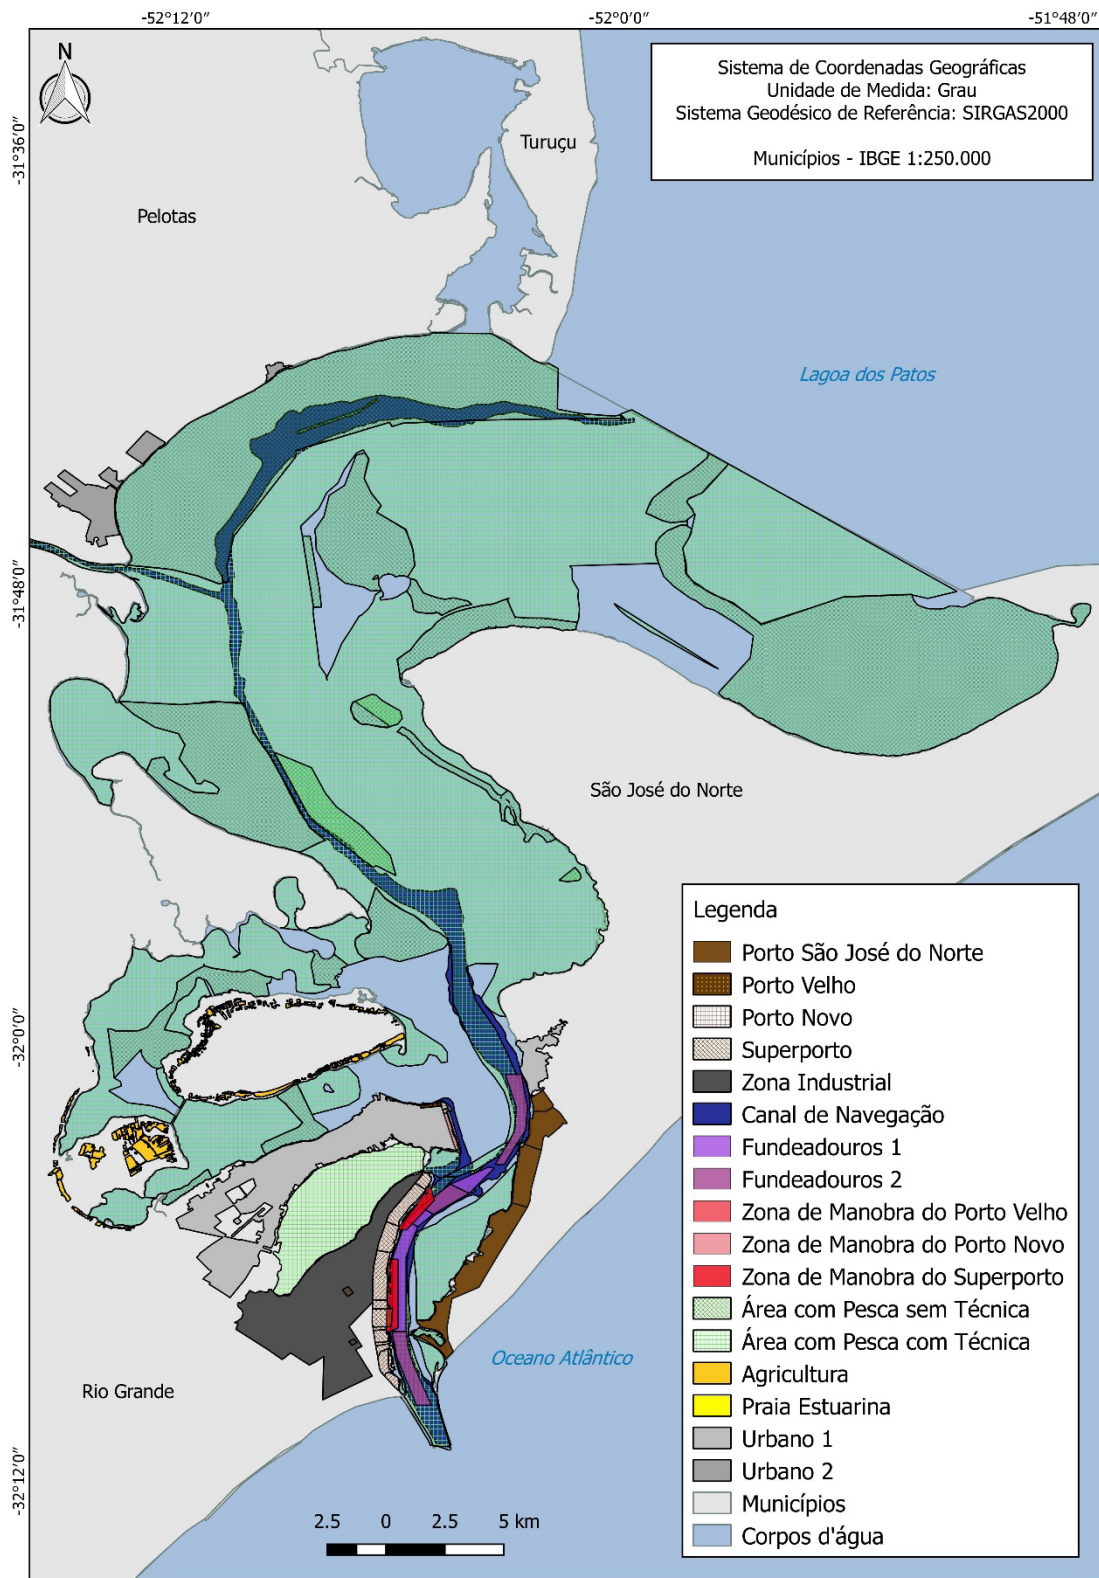 -52°12'0"
-52°0'0"
-51°48'0"
N
Sistema de Coordenadas Geográficas
Unidade de Medida: Grau
Sistema Geodésico de Referência: SIRGAS2000
Municípios - IBGE 1:250.000
-31°36'0"
Turuçu
Pelotas
Lagoa dos Patos
-31°48'0"
São José do Norte
-32°0'0"
Oceano Atlântico
Rio Grande
-32°12'0"
2.5 0 2.5 5 km
Legenda
Porto São José do Norte
Porto Velho
Porto Novo
Superporto
Zona Industrial
Canal de Navegação
Fundeadouros 1
Fundeadouros 2
Zona de Manobra do Porto Velho
Zona de Manobra do Porto Novo
Zona de Manobra do Superporto
Área com Pesca sem Técnica
Área com Pesca com Técnica
Agricultura
Praia Estuarina
Urbano 1
Urbano 2
Municípios
Corpos d'água